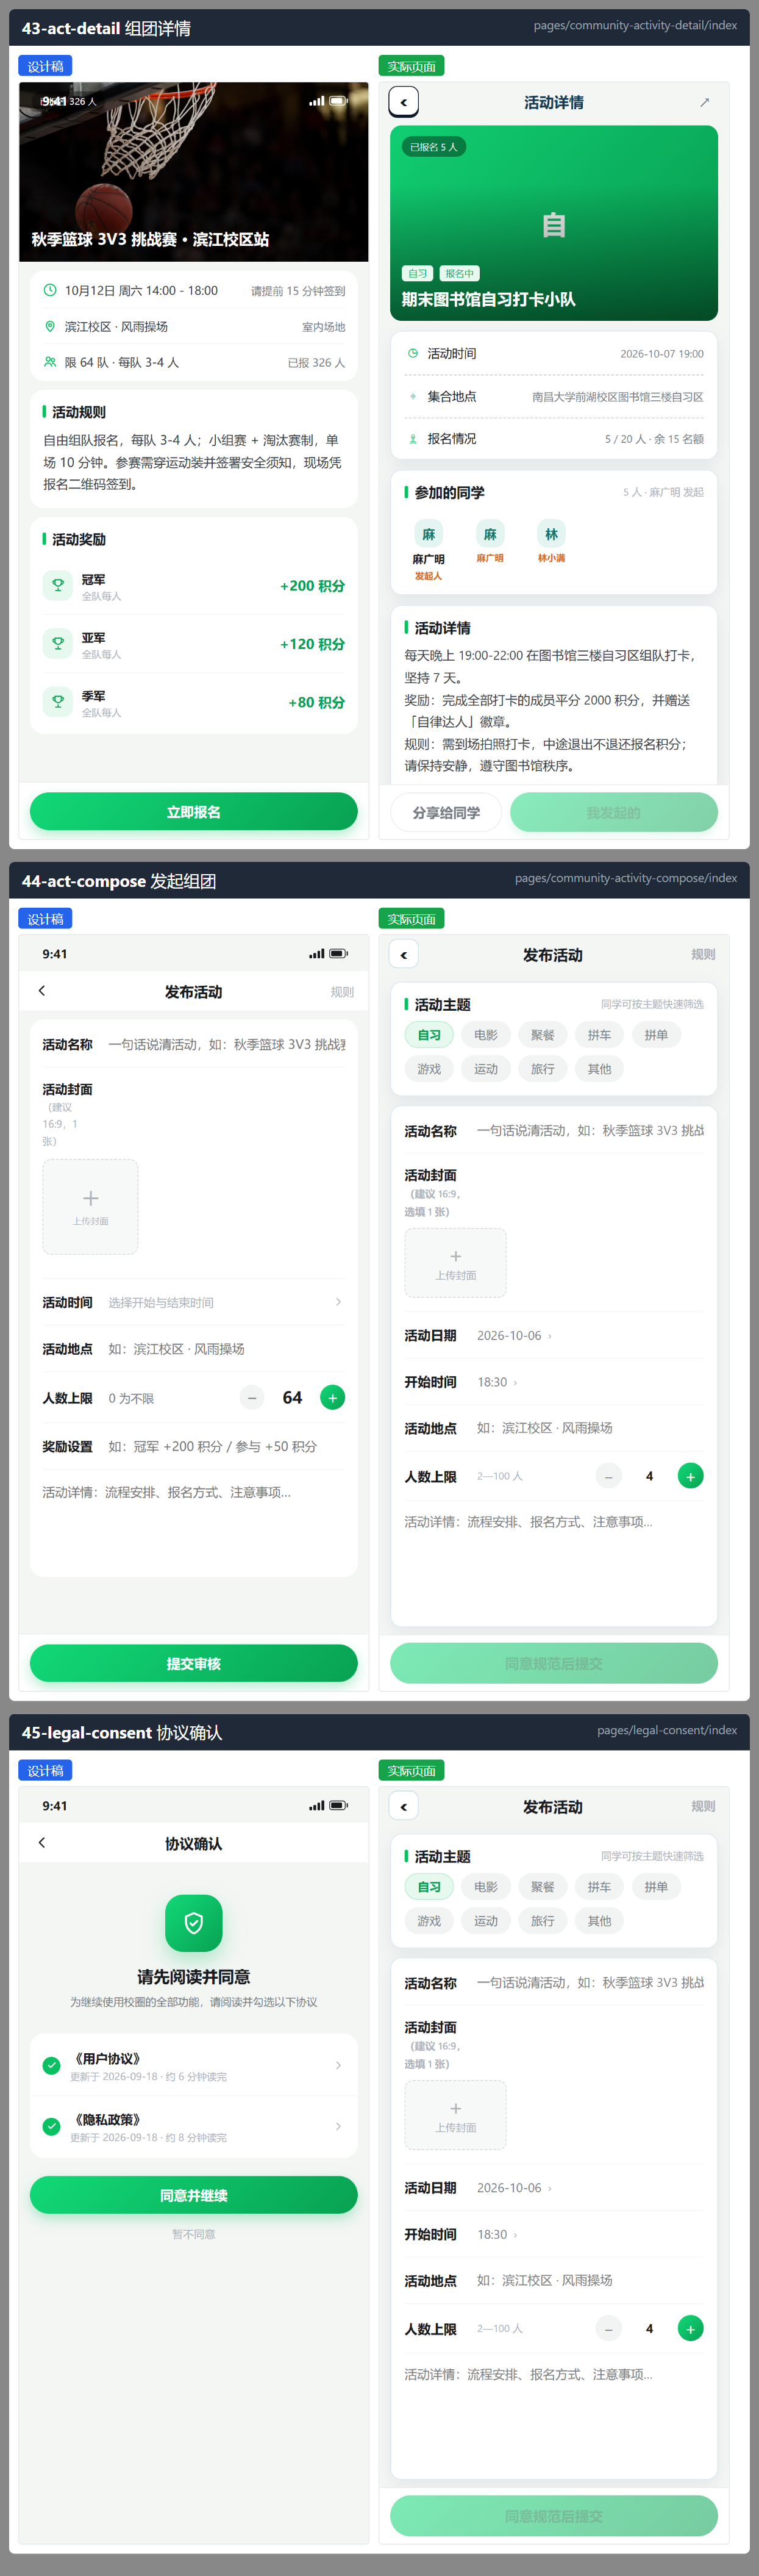 43-act-detail 组团详情
pages/community-activity-detail/index
设计稿
实际页面
9:41
326 人
秋季篮球 3V3 挑战赛 · 滨江校区站
10月12日 周六 14:00 - 18:00
请提前 15 分钟签到
滨江校区 · 风雨操场
室内场地
限 64 队 · 每队 3-4 人
已报 326 人
活动规则
自由组队报名，每队 3-4 人；小组赛 + 淘汰赛制，单
场 10 分钟。参赛需穿运动装并签署安全须知，现场凭
报名二维码签到。
活动奖励
冠军
全队每人
+200 积分
亚军
全队每人
+120 积分
季军
全队每人
+80 积分
立即报名
活动详情
已报名 5 人
自
自习
报名中
期末图书馆自习打卡小队
活动时间
2026-10-07 19:00
集合地点
南昌大学前湖校区图书馆三楼自习区
报名情况
5 / 20 人 · 余 15 名额
参加的同学
5 人 · 麻广明 发起
麻
麻
林
麻广明
麻广明
林小满
发起人
活动详情
每天晚上 19:00-22:00 在图书馆三楼自习区组队打卡，
坚持 7 天。
奖励：完成全部打卡的成员平分 2000 积分，并赠送
「自律达人」徽章。
规则：需到场拍照打卡，中途退出不退还报名积分；
请保持安静，遵守图书馆秩序。
分享给同学
我发起的
44-act-compose 发起组团
pages/community-activity-compose/index
设计稿
实际页面
9:41
发布活动
规则
活动名称
一句话说清活动，如：秋季篮球 3V3 挑战
活动封面
（建议
16:9，1
张）
上传封面
活动时间
选择开始与结束时间
活动地点
如：滨江校区 · 风雨操场
人数上限
0 为不限
−
64
+
奖励设置
如：冠军 +200 积分 / 参与 +50 积分
活动详情：流程安排、报名方式、注意事项...
提交审核
发布活动
规则
活动主题
同学可按主题快速筛选
自习
电影
聚餐
拼车
拼单
游戏
运动
旅行
其他
活动名称
一句话说清活动，如：秋季篮球 3V3 挑战
活动封面
（建议 16:9，
选填 1 张）
+
上传封面
活动日期
2026-10-06 ›
开始时间
18:30 ›
活动地点
如：滨江校区 · 风雨操场
人数上限
2—100 人
−
4
+
活动详情：流程安排、报名方式、注意事项...
同意规范后提交
45-legal-consent 协议确认
pages/legal-consent/index
设计稿
实际页面
9:41
协议确认
请先阅读并同意
为继续使用校圈的全部功能，请阅读并勾选以下协议
《用户协议》
更新于 2026-09-18 · 约 6 分钟读完
《隐私政策》
更新于 2026-09-18 · 约 8 分钟读完
同意并继续
暂不同意
发布活动
规则
活动主题
同学可按主题快速筛选
自习
电影
聚餐
拼车
拼单
游戏
运动
旅行
其他
活动名称
一句话说清活动，如：秋季篮球 3V3 挑战
活动封面
（建议 16:9，
选填 1 张）
+
上传封面
活动日期
2026-10-06 ›
开始时间
18:30 ›
活动地点
如：滨江校区 · 风雨操场
人数上限
2—100 人
−
4
+
活动详情：流程安排、报名方式、注意事项...
同意规范后提交